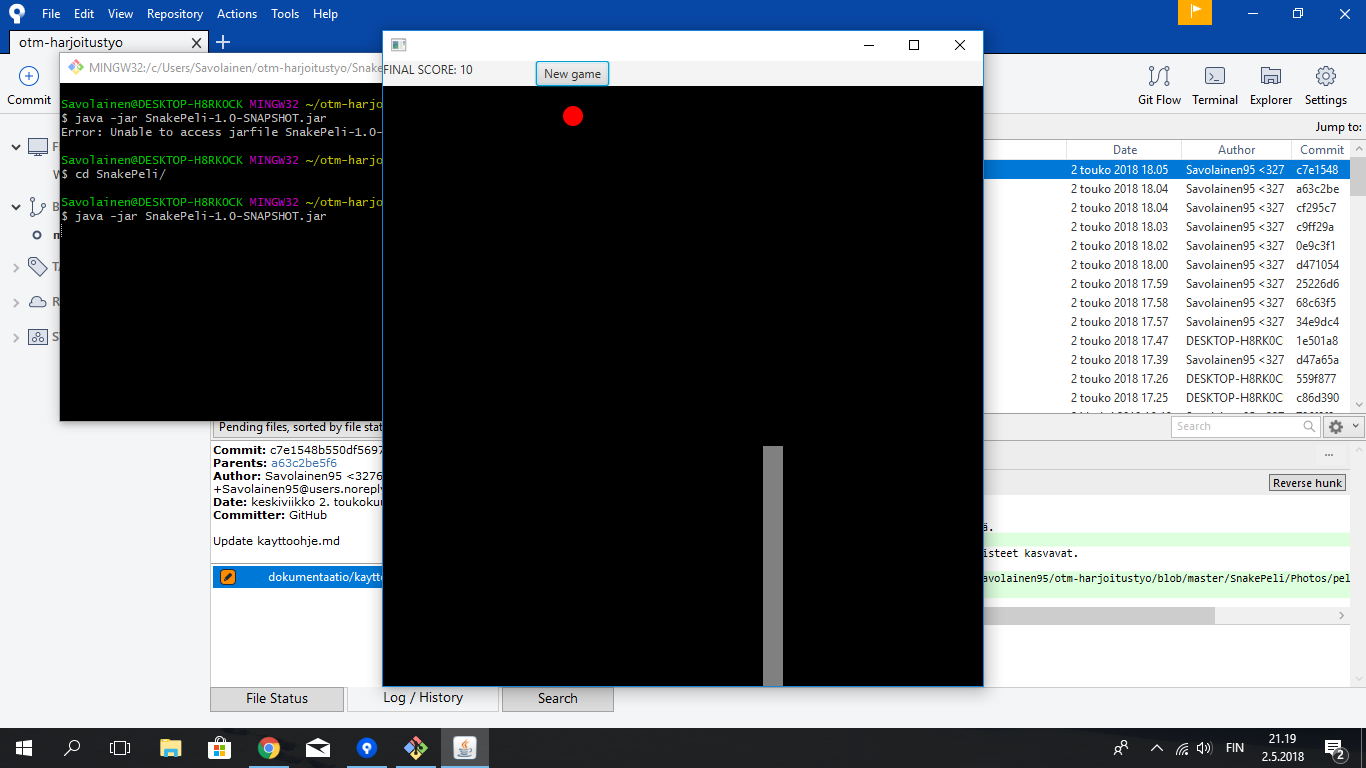 File Edit View Repository Actions Tools Help
otm-harjoitustyo
Commit
Git Flow Terminal Explorer Settings
Jump to:
MINGW32:/c/Users/Savolainen/otm-harjoitustyo/Snake
Savolainen@DESKTOP-H8RKOCK MINGW32 ~/otm-harjo
$ java -jar SnakePeli-1.0-SNAPSHOT.jar
Error: Unable to access jarfile SnakePeli-1.0-
Savolainen@DESKTOP-H8RKOCK MINGW32 ~/otm-harjo
$ cd SnakePeli/
Savolainen@DESKTOP-H8RKOCK MINGW32 ~/otm-harjo
$ java -jar SnakePeli-1.0-SNAPSHOT.jar
FINAL SCORE: 10
New game
Date Author Commit
2 touko 2018 18.05 Savolainen95 <327 c7e1548
2 touko 2018 18.04 Savolainen95 <327 a63c2be
2 touko 2018 18.04 Savolainen95 <327 cf295c7
2 touko 2018 18.03 Savolainen95 <327 c9ff29a
2 touko 2018 18.02 Savolainen95 <327 0e9c3f1
2 touko 2018 18.00 Savolainen95 <327 d471054
2 touko 2018 17.59 Savolainen95 <327 25226d6
2 touko 2018 17.58 Savolainen95 <327 68c63f5
2 touko 2018 17.57 Savolainen95 <327 34e9dc4
2 touko 2018 17.47 DESKTOP-H8RK0C 1e501a8
2 touko 2018 17.39 Savolainen95 <327 d47a65a
2 touko 2018 17.26 DESKTOP-H8RK0C 559f877
2 touko 2018 17.25 DESKTOP-H8RK0C c86d390
Pending files, sorted by file stat
Search
Commit: c7e1548b550df5697
Parents: a63c2be5f6
Author: Savolainen95 <3276
+Savolainen95@users.noreply
Date: keskiviikko 2. toukoku
Committer: GitHub
Update kayttoohje.md
dokumentaatio/kaytto
Reverse hunk
ä.
isteet kasvavat.
avolainen95/otm-harjoitustyo/blob/master/SnakePeli/Photos/pel
File Status Log / History Search
FIN
21.19
2.5.2018
2